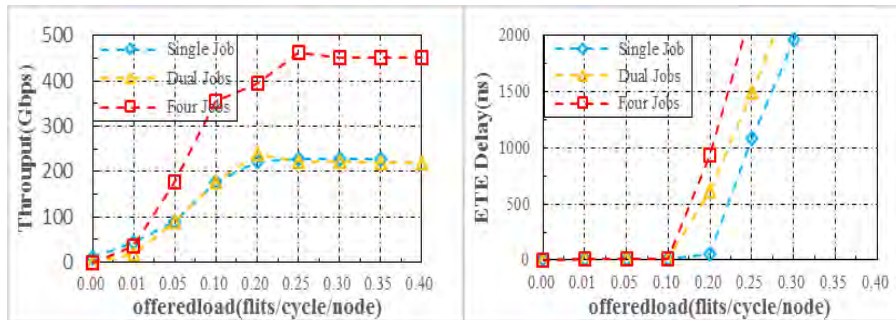 Throuput(Gbps)
500
400
300
200
100
0
Single Job
Dual Jobs
Four Jobs
0.00 0.01 0.05 0.10 0.20 0.25 0.30 0.35 0.40
offeredload(flits/cycle/node)
ETE Delay(ns)
2000
1500
1000
500
0
Single Job
Dual Jobs
Four Jobs
0.00 0.01 0.05 0.10 0.20 0.25 0.30 0.35 0.40
offeredload(flits/cycle/node)